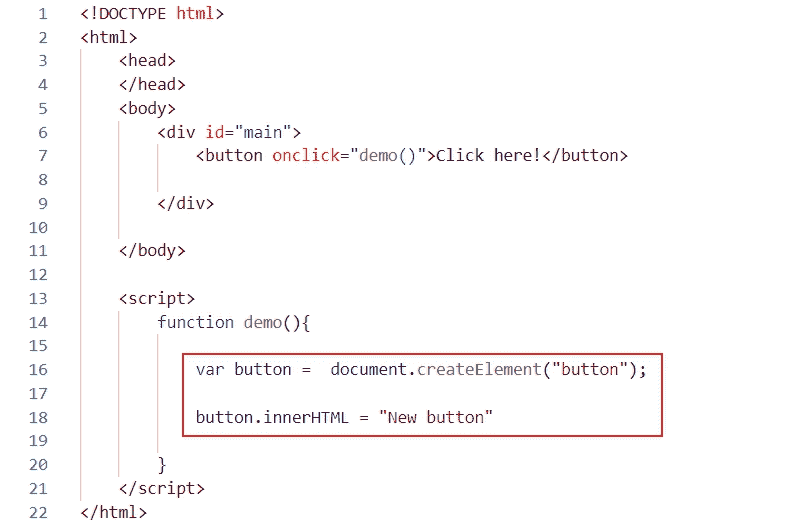 1 <!DOCTYPE html>
2 <html>
3     <head>
4     </head>
5     <body>
6         <div id="main">
7             <button onclick="demo()">Click here!</button>
8
9         </div>
10
11     </body>
12
13     <script>
14         function demo(){
15
16             var button =  document.createElement("button");
17
18             button.innerHTML = "New button"
19
20         }
21     </script>
22 </html>